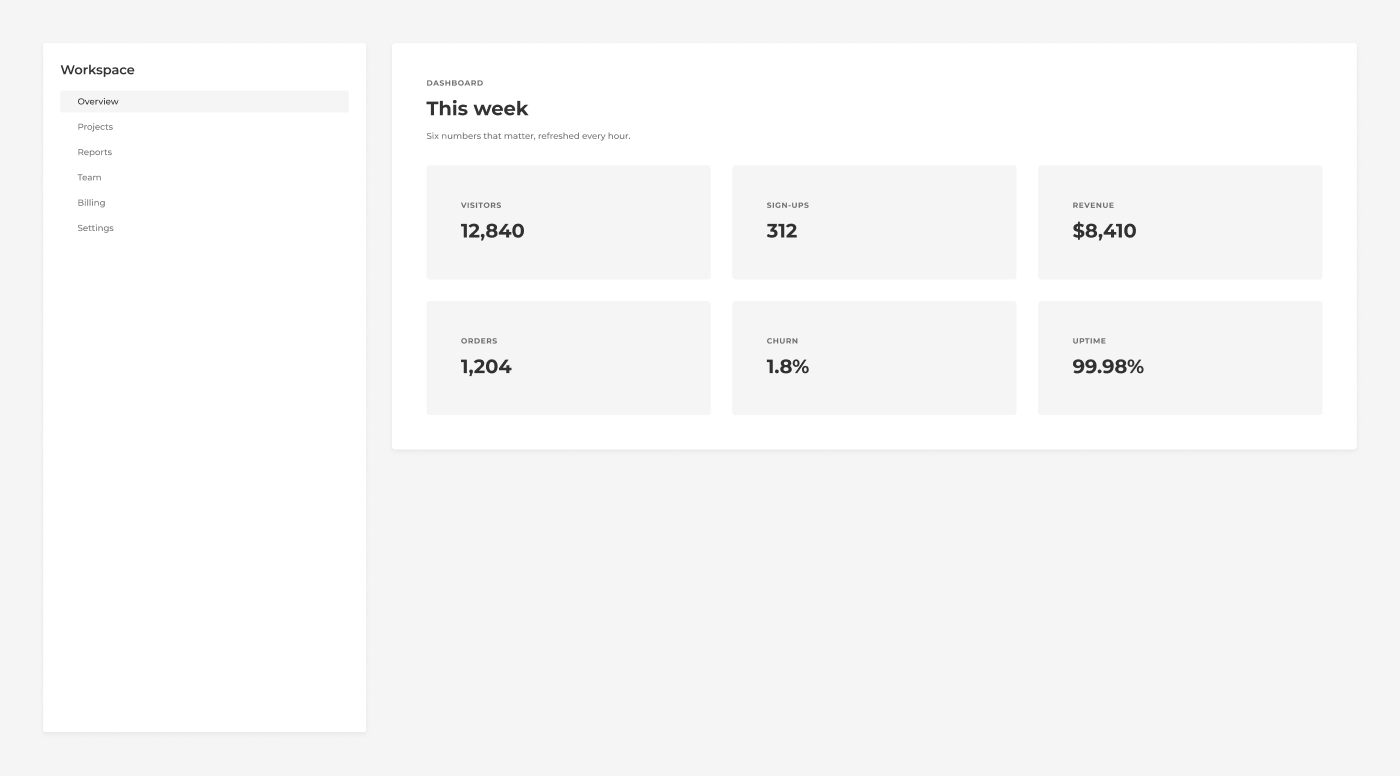 Workspace
Overview
Projects
Reports
Team
Billing
Settings
DASHBOARD
This week
Six numbers that matter, refreshed every hour.
VISITORS
12,840
SIGN-UPS
312
REVENUE
$8,410
ORDERS
1,204
CHURN
1.8%
UPTIME
99.98%